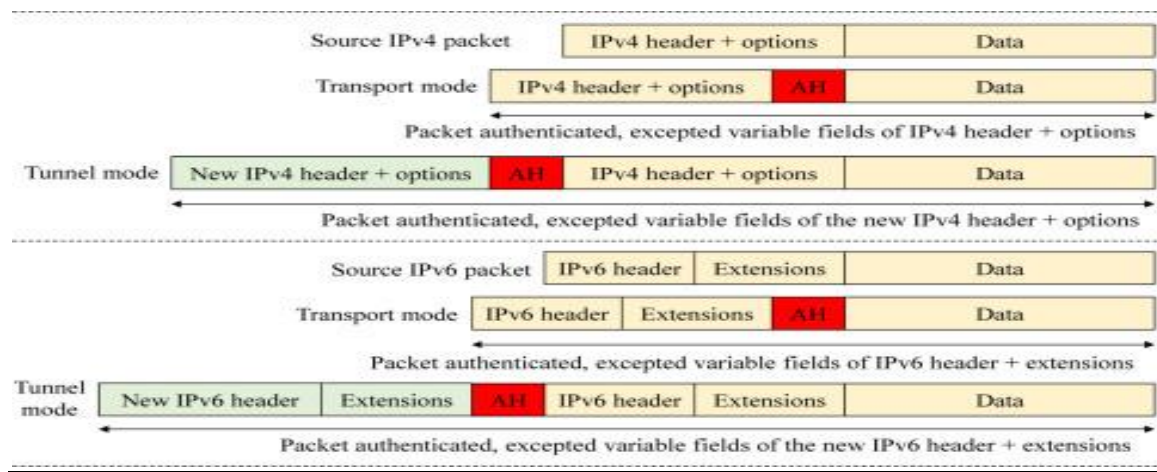 Source IPv4 packet IPv4 header + options Data
Transport mode IPv4 header + options AH Data
Packet authenticated, excepted variable fields of IPv4 header + options
Tunnel mode New IPv4 header + options AH IPv4 header + options Data
Packet authenticated, excepted variable fields of the new IPv4 header + options
Source IPv6 packet IPv6 header Extensions Data
Transport mode IPv6 header Extensions AH Data
Packet authenticated, excepted variable fields of IPv6 header + extensions
Tunnel
mode New IPv6 header Extensions AH IPv6 header Extensions Data
Packet authenticated, excepted variable fields of the new IPv6 header + extensions